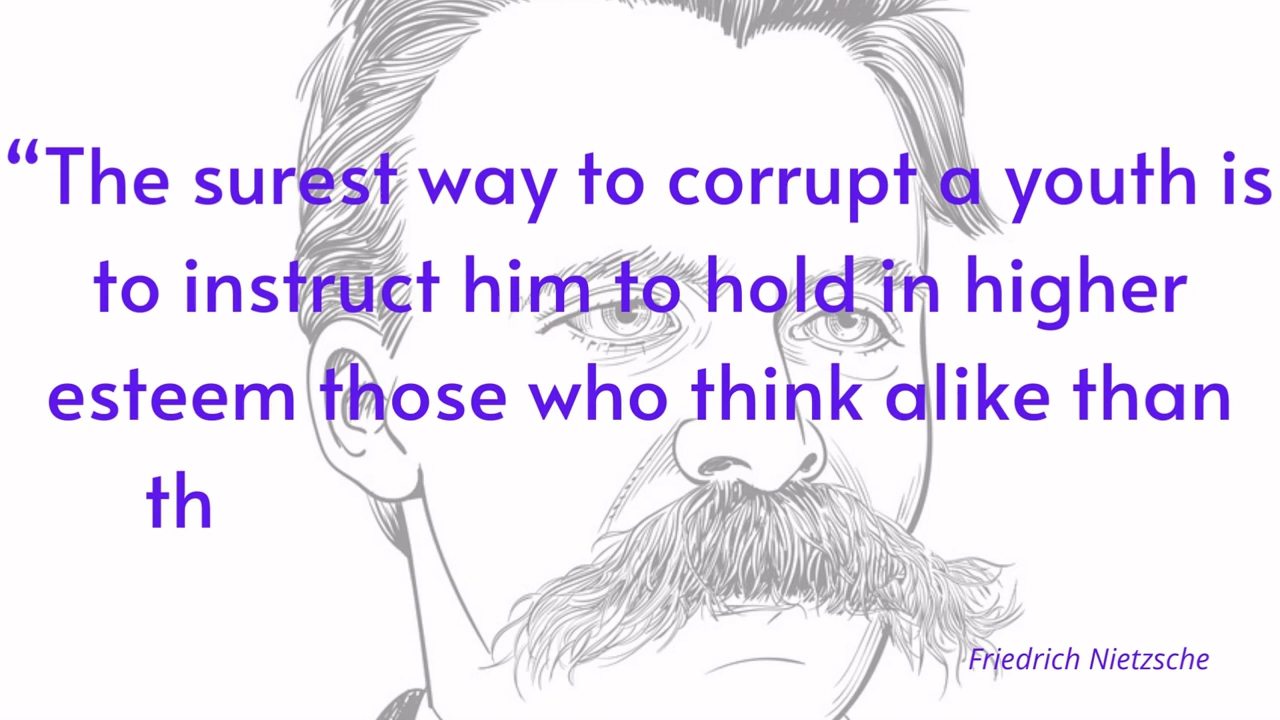 “The surest way to corrupt a youth is
to instruct him to hold in higher
esteem those who think alike than
th
Friedrich Nietzsche